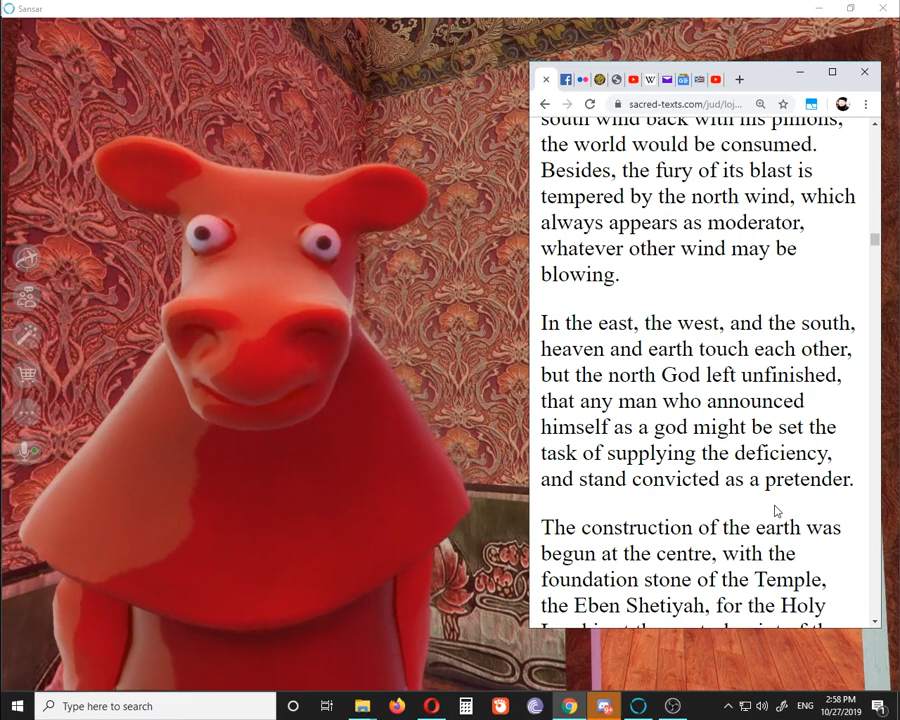 Sansar
sacred-texts.com/jud/loj...
south wind back with his pinions,
the world would be consumed.
Besides, the fury of its blast is
tempered by the north wind, which
always appears as moderator,
whatever other wind may be
blowing.
In the east, the west, and the south,
heaven and earth touch each other,
but the north God left unfinished,
that any man who announced
himself as a god might be set the
task of supplying the deficiency,
and stand convicted as a pretender.
The construction of the earth was
begun at the centre, with the
foundation stone of the Temple,
the Eben Shetiyah, for the Holy
Type here to search
ENG
2:58 PM
10/27/2019